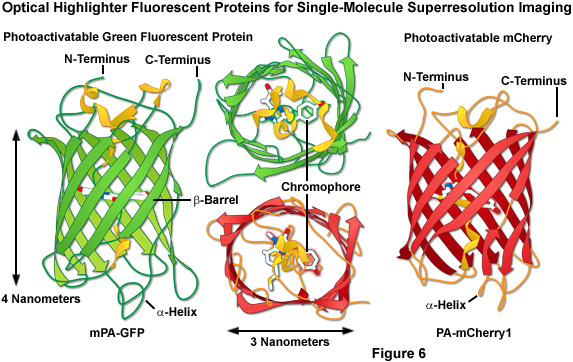 Optical Highlighter Fluorescent Proteins for Single-Molecule Superresolution Imaging
Photoactivatable Green Fluorescent Protein
Photoactivatable mCherry
N-Terminus
C-Terminus
N-Terminus
C-Terminus
Chromophore
β-Barrel
4 Nanometers
α-Helix
α-Helix
mPA-GFP
3 Nanometers
PA-mCherry1
Figure 6